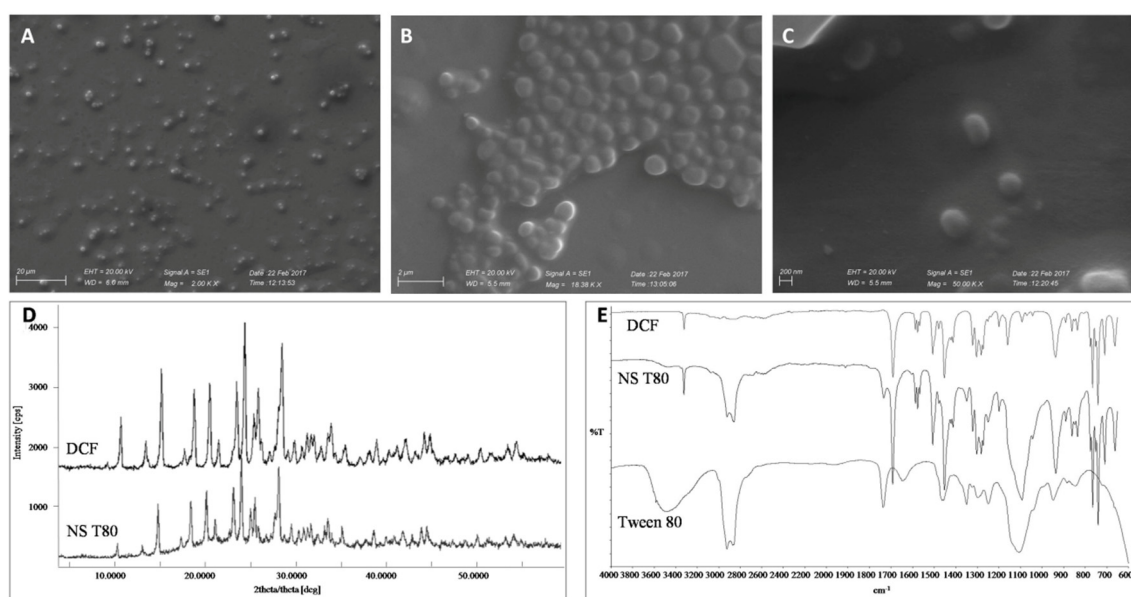 A
20 µm
EHT = 20.00 kV
WD = 6.0 mm
Signal A = SE1
Mag = 2.00 K X
Date :22 Feb 2017
Time :12:13:53
B
2 µm
EHT = 20.00 kV
WD = 5.5 mm
Signal A = SE1
Mag = 18.38 K X
Date :22 Feb 2017
Time :13:05:06
C
200 nm
EHT = 20.00 kV
WD = 5.5 mm
Signal A = SE1
Mag = 50.00 K X
Date :22 Feb 2017
Time :12:20:45
D
4000
3000
2000
1000
Intensity [cps]
DCF
NS T80
10.0000 20.0000 30.0000 40.0000 50.0000
2theta/theta [deg]
E
DCF
NS T80
%T
Tween 80
4000 3800 3600 3400 3200 3000 2800 2600 2400 2200 2000 1900 1800 1700 1600 1500 1400 1300 1200 1100 1000 900 800 700 600
cm-1